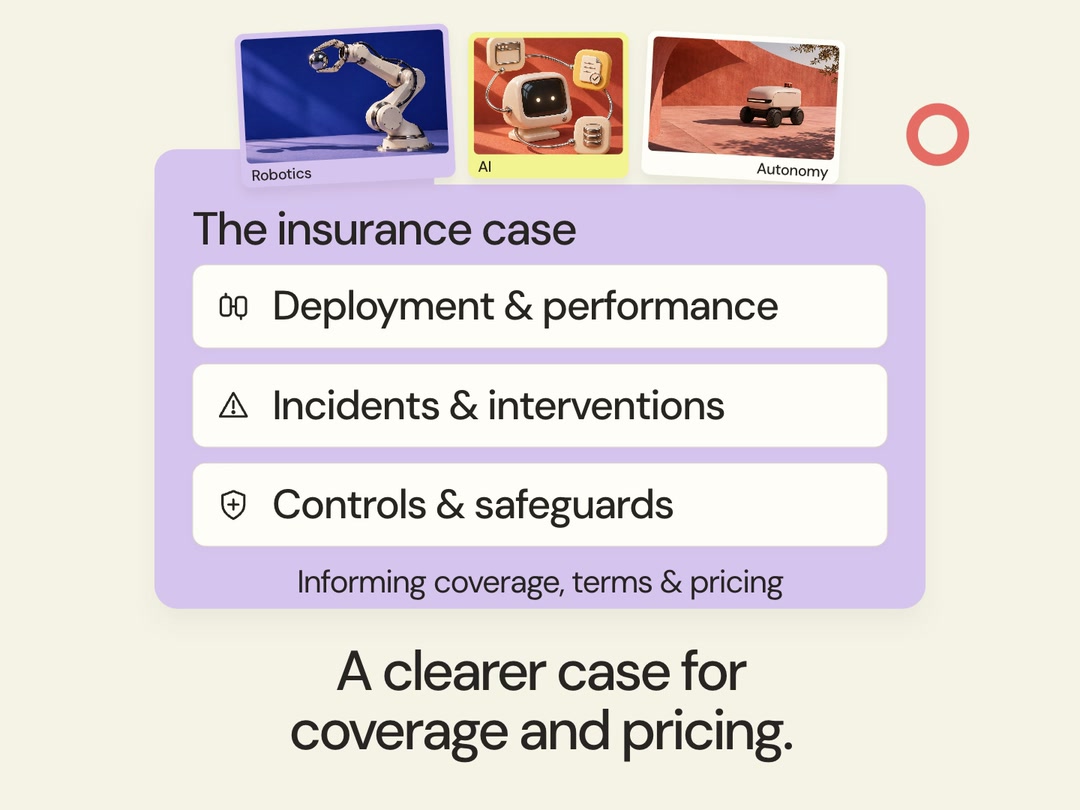 Robotics
AI
Autonomy
The insurance case
Deployment & performance
Incidents & interventions
Controls & safeguards
Informing coverage, terms & pricing
A clearer case for
coverage and pricing.